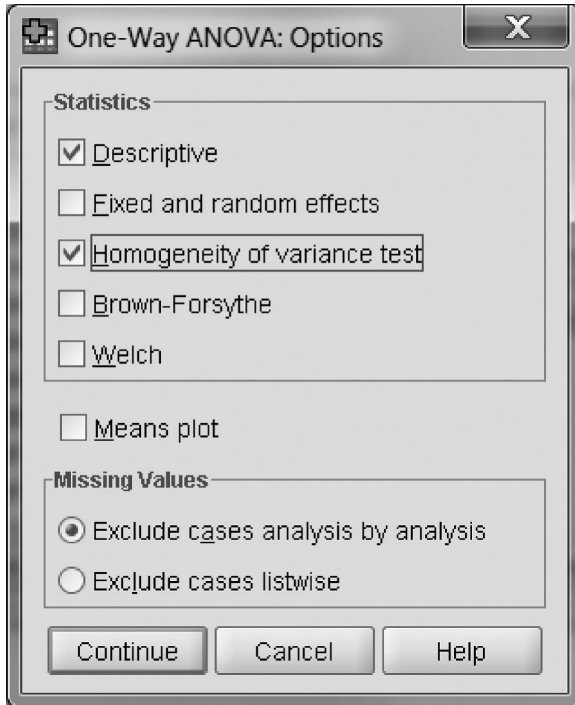 One-Way ANOVA: Options
Statistics
Descriptive
Fixed and random effects
Homogeneity of variance test
Brown-Forsythe
Welch
Means plot
Missing Values
Exclude cases analysis by analysis
Exclude cases listwise
Continue Cancel Help